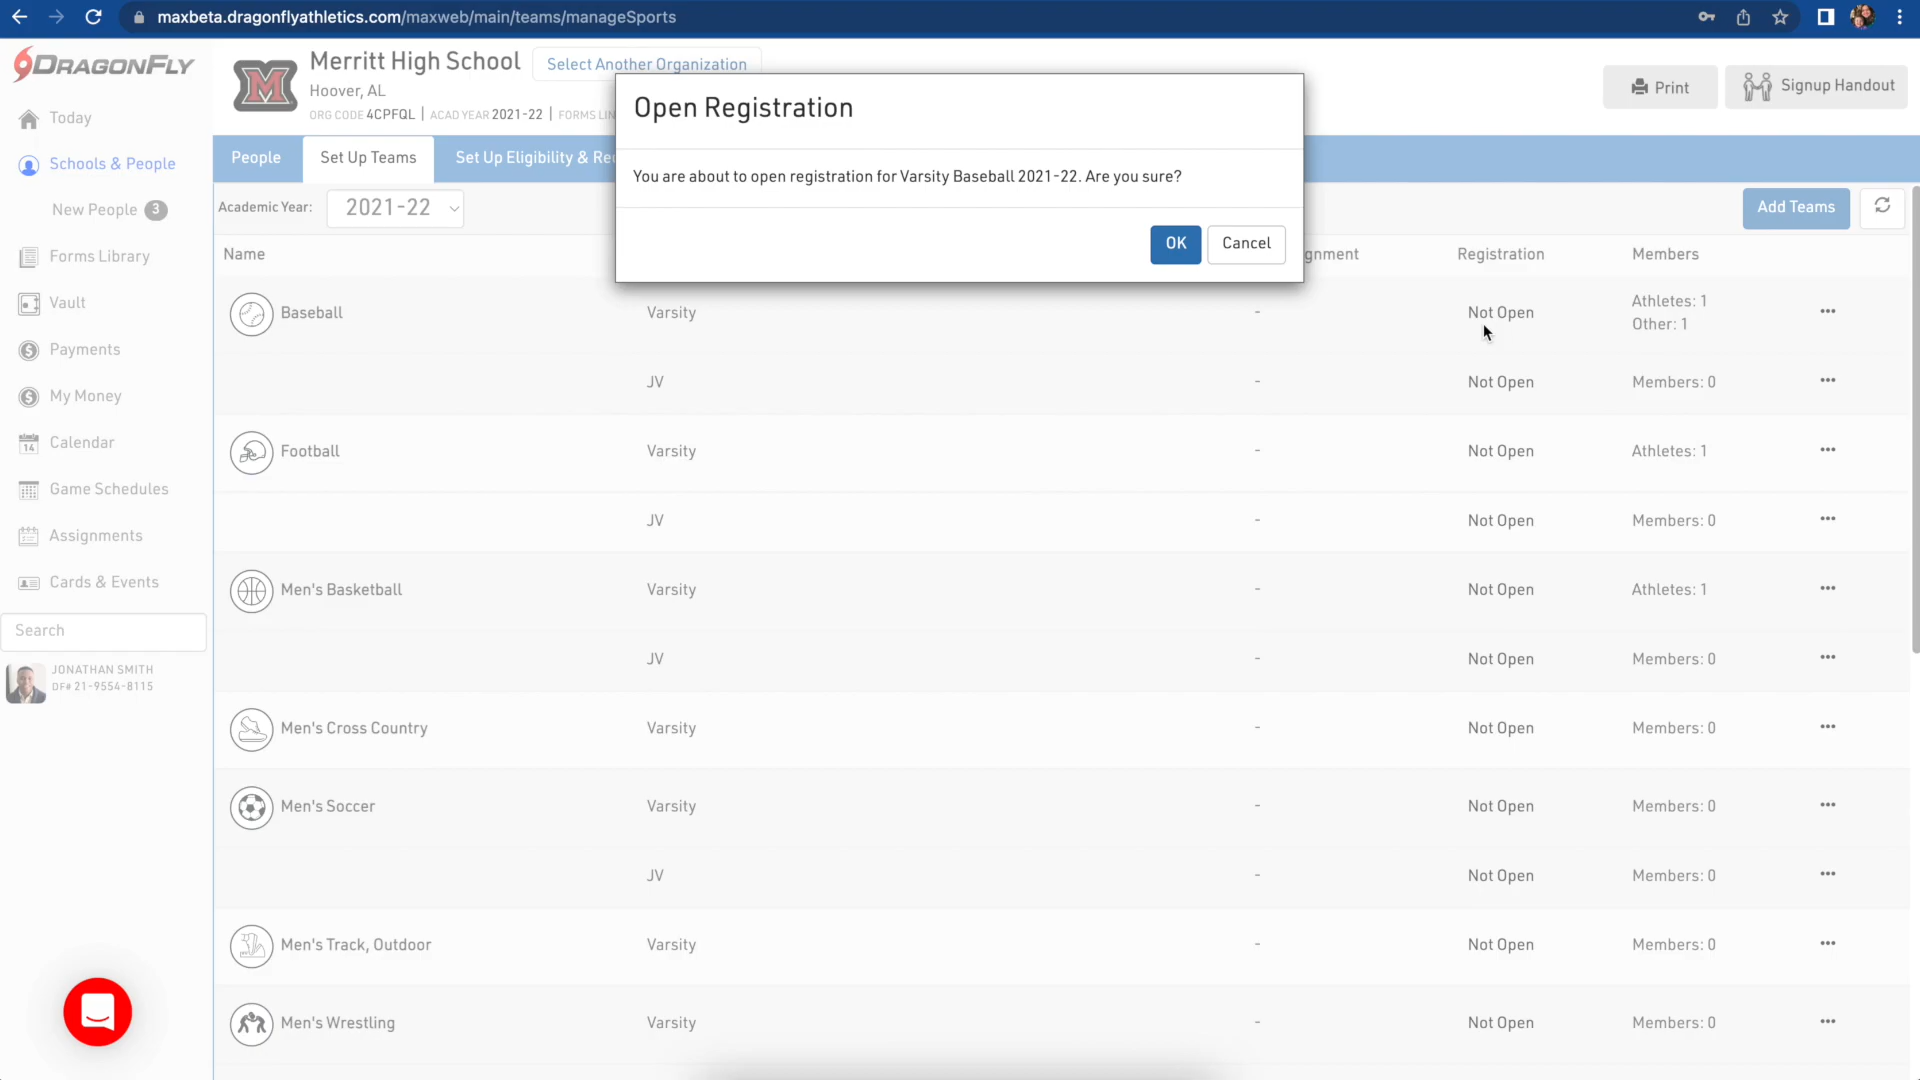 maxbeta.dragonflyathletics.com/maxweb/main/teams/manageSports
DRAGONFLY
Merritt High School
Select Another Organization
Hoover, AL
ORG CODE 4CPFQL | ACAD YEAR 2021-22 | FORMS LIN
Print
Signup Handout
Open Registration
You are about to open registration for Varsity Baseball 2021-22. Are you sure?
OK
Cancel
Today
Schools & People
New People 3
Forms Library
Vault
Payments
My Money
Calendar
14
Game Schedules
Assignments
Cards & Events
Search
JONATHAN SMITH
DF# 21-9554-8115
People
Set Up Teams
Set Up Eligibility & Re
Academic Year:
2021-22
Add Teams
Name
gnment
Registration
Members
Baseball
Varsity
-
Not Open
Athletes: 1
Other: 1
...
JV
-
Not Open
Members: 0
...
Football
Varsity
-
Not Open
Athletes: 1
...
JV
-
Not Open
Members: 0
...
Men's Basketball
Varsity
-
Not Open
Athletes: 1
...
JV
-
Not Open
Members: 0
...
Men's Cross Country
Varsity
-
Not Open
Members: 0
...
Men's Soccer
Varsity
-
Not Open
Members: 0
...
JV
-
Not Open
Members: 0
...
Men's Track, Outdoor
Varsity
-
Not Open
Members: 0
...
Men's Wrestling
Varsity
-
Not Open
Members: 0
...